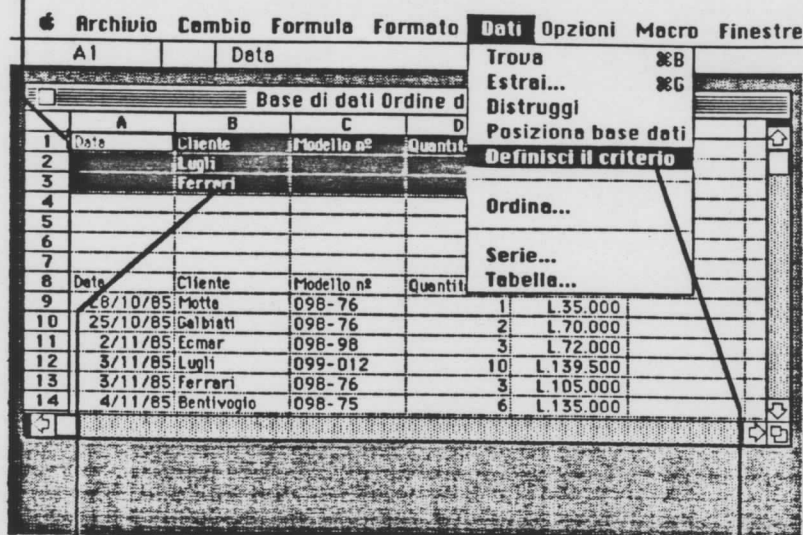 Archivio Cambio Formula Formato Dati Opzioni Macro Finestre
A1 Data
Trova ⌘B
Estrai... ⌘G
Distruggi
Posiziona base dati
Definisci il criterio
Ordina...
Serie...
Tabella...
Base di dati Ordine d
A B C D
1 Data Cliente Modello nº Quantit
2 Lugli
3 Ferrari
4
5
6
7
8 Data Cliente Modello nº Quantit
9 8/10/85 Motta 098-76 1 L.35.000
10 25/10/85 Galbiati 098-76 2 L.70.000
11 2/11/85 Ecmar 098-98 3 L.72.000
12 3/11/85 Lugli 099-012 10 L.139.500
13 3/11/85 Ferrari 098-76 3 L.105.000
14 4/11/85 Bentivoglio 098-75 6 L.135.000